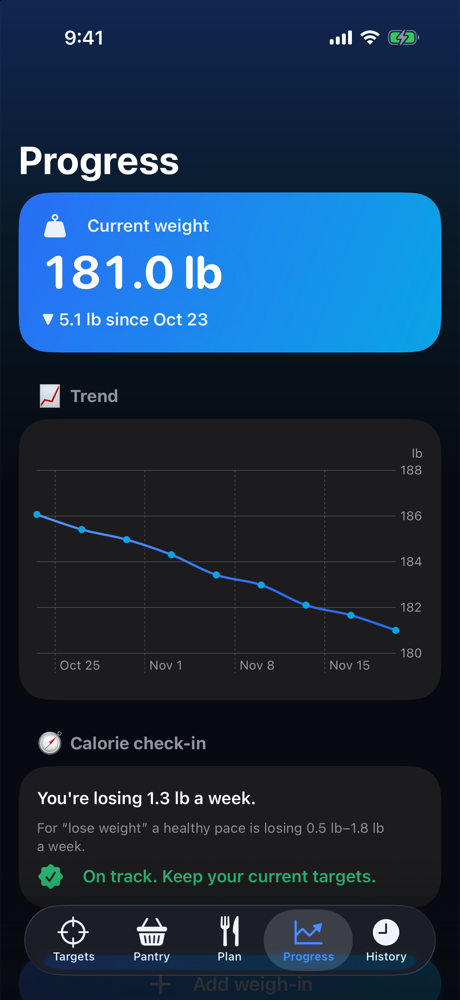 9:41
Progress
Current weight
181.0 lb
▼ 5.1 lb since Oct 23
Trend
lb
188
186
184
182
180
Oct 25
Nov 1
Nov 8
Nov 15
Calorie check-in
You're losing 1.3 lb a week.
For “lose weight” a healthy pace is losing 0.5 lb–1.8 lb
a week.
On track. Keep your current targets.
Targets
Pantry
Plan
Progress
History
Add weigh-in